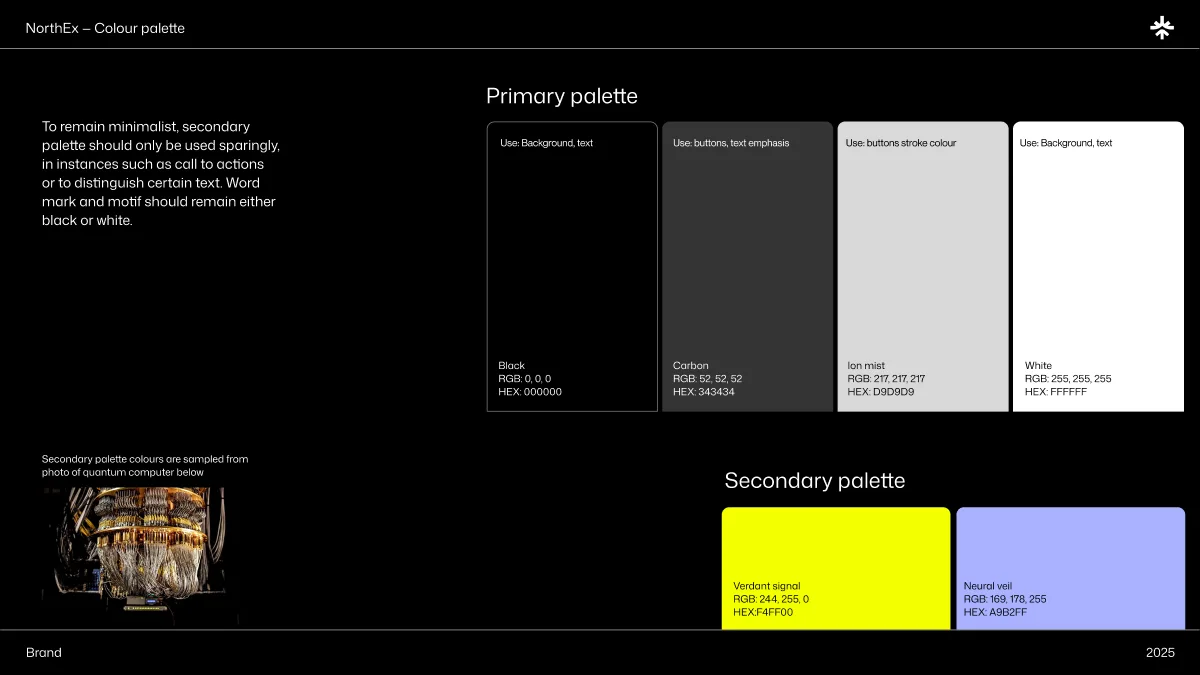 NorthEx — Colour palette
To remain minimalist, secondary
palette should only be used sparingly,
in instances such as call to actions
or to distinguish certain text. Word
mark and motif should remain either
black or white.
Primary palette
Use: Background, text
Black
RGB: 0, 0, 0
HEX: 000000
Use: buttons, text emphasis
Carbon
RGB: 52, 52, 52
HEX: 343434
Use: buttons stroke colour
Ion mist
RGB: 217, 217, 217
HEX: D9D9D9
Use: Background, text
White
RGB: 255, 255, 255
HEX: FFFFFF
Secondary palette colours are sampled from
photo of quantum computer below
Secondary palette
Verdant signal
RGB: 244, 255, 0
HEX:F4FF00
Neural veil
RGB: 169, 178, 255
HEX: A9B2FF
Brand
2025